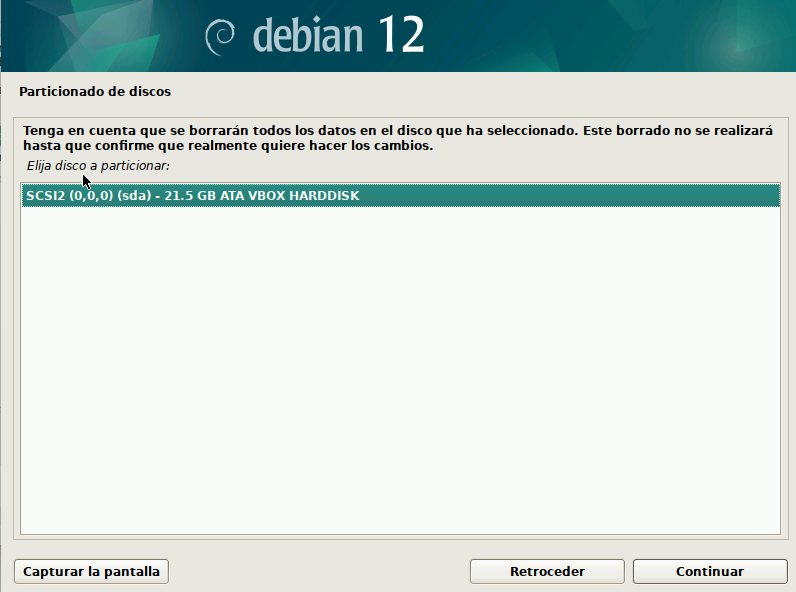 debian 12
Particionado de discos
Tenga en cuenta que se borrarán todos los datos en el disco que ha seleccionado. Este borrado no se realizará
hasta que confirme que realmente quiere hacer los cambios.
Elija disco a particionar:
SCSI2 (0,0,0) (sda) - 21.5 GB ATA VBOX HARDDISK
Capturar la pantalla
Retroceder
Continuar